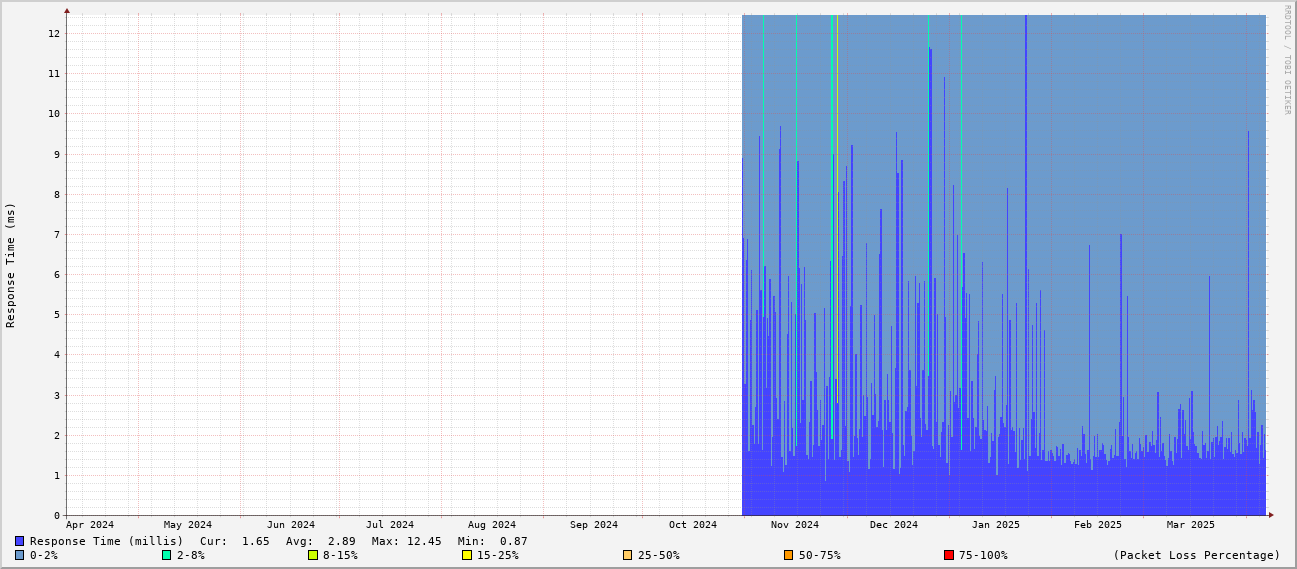 RRDTOOL / TOBI OETIKER
Response Time (ms)
12
11
10
9
8
7
6
5
4
3
2
1
0
Apr 2024 May 2024 Jun 2024 Jul 2024 Aug 2024 Sep 2024 Oct 2024 Nov 2024 Dec 2024 Jan 2025 Feb 2025 Mar 2025
Response Time (millis) Cur: 1.65 Avg: 2.89 Max: 12.45 Min: 0.87
0-2% 2-8% 8-15% 15-25% 25-50% 50-75% 75-100% (Packet Loss Percentage)